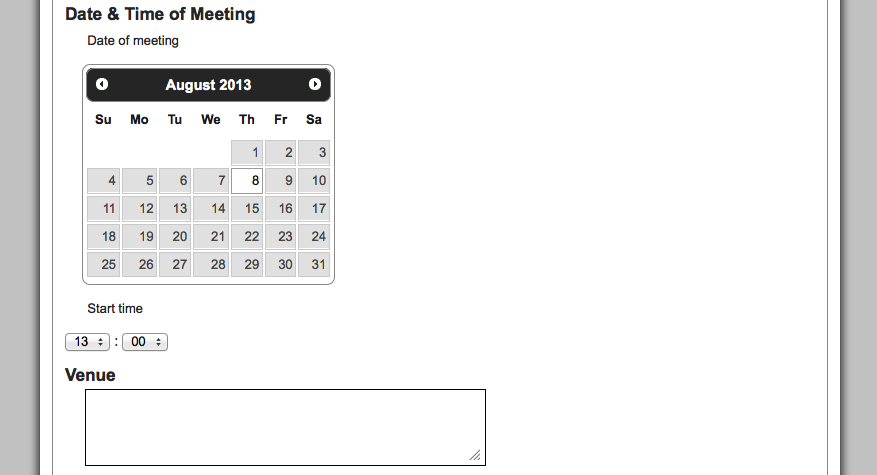 Date & Time of Meeting
Date of meeting
August 2013
Su Mo Tu We Th Fr Sa
1 2 3
4 5 6 7 8 9 10
11 12 13 14 15 16 17
18 19 20 21 22 23 24
25 26 27 28 29 30 31
Start time
13 : 00
Venue